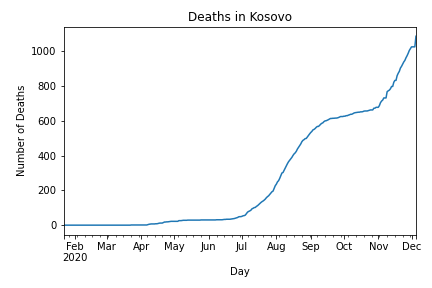 Deaths in Kosovo
Number of Deaths
1000
800
600
400
200
0
Feb Mar Apr May Jun Jul Aug Sep Oct Nov Dec
2020
Day